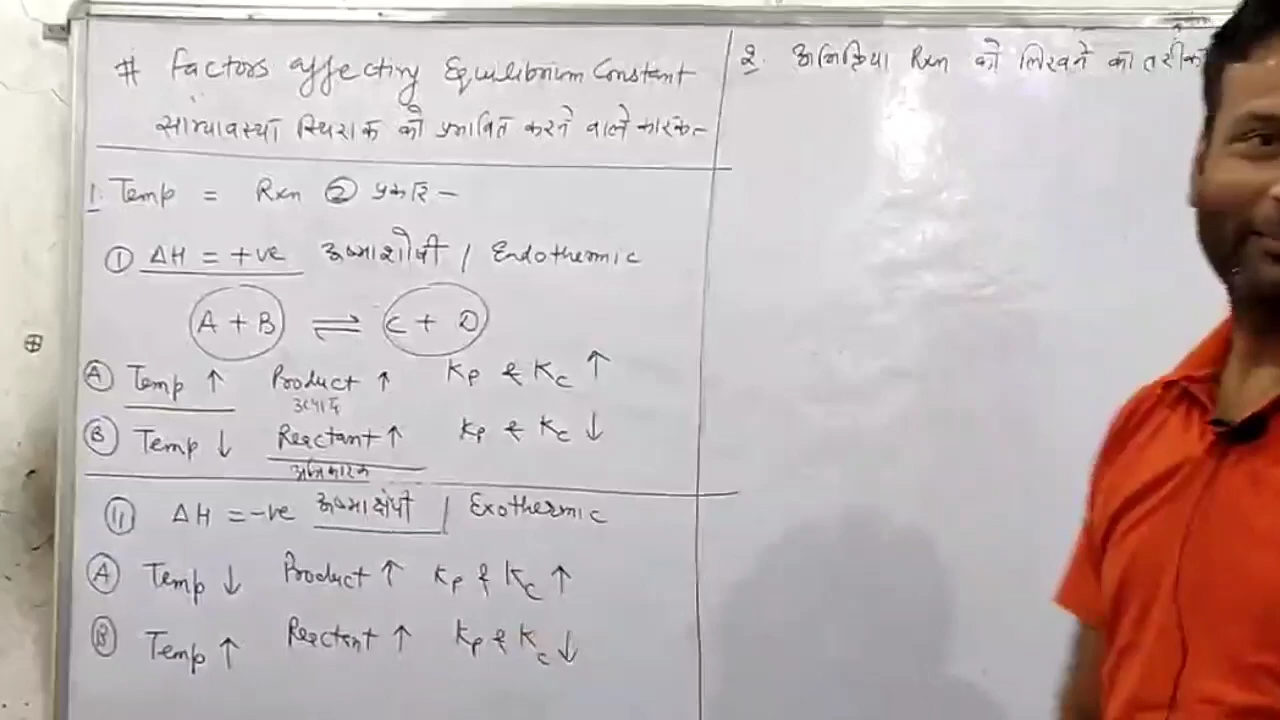 # Factors affecting Equilibrium Constant
साम्यावस्था स्थिरांक को प्रभावित करने वाले कारक-
1. Temp = Rxn ② प्रकार -
① ΔH = +ve ऊष्माशोषी / Endothermic
A + B ⇌ C + D
Ⓐ Temp ↑ Product ↑ Kp & Kc ↑
उत्पाद
Ⓑ Temp ↓ Reactant ↑ Kp & Kc ↓
अभिकारक
⑪ ΔH = -ve ऊष्माक्षेपी / Exothermic
Ⓐ Temp ↓ Product ↑ Kp & Kc ↑
Ⓑ Temp ↑ Reactant ↑ Kp & Kc ↓
2. अभिक्रिया Rxn को लिखने का